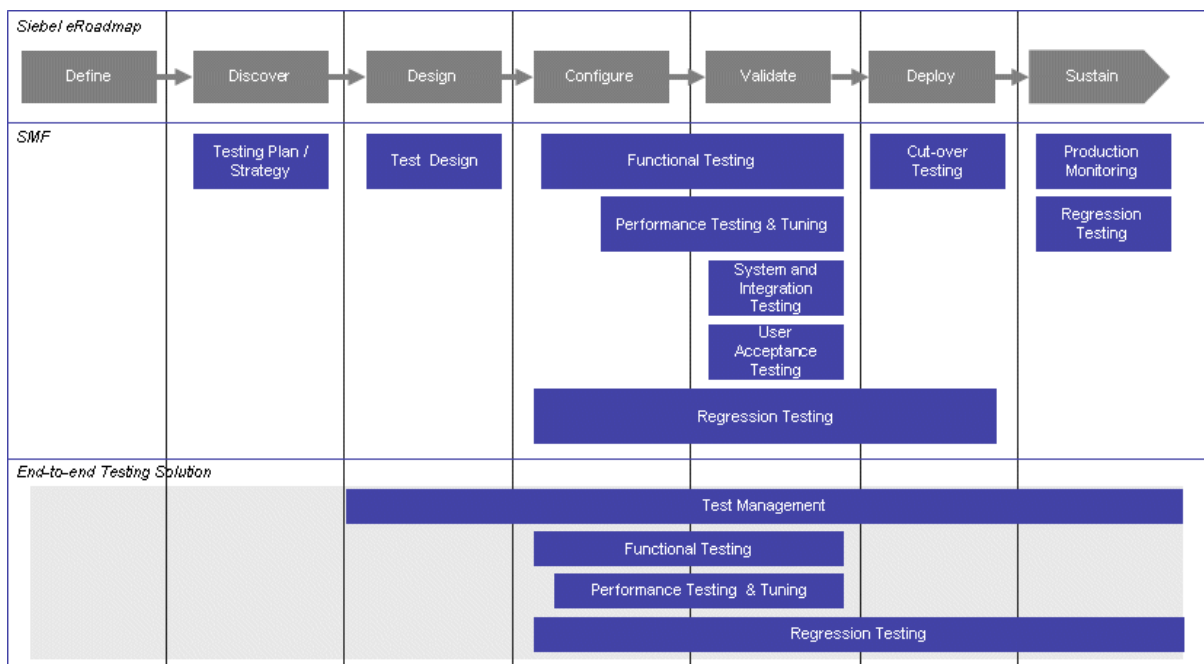 Siebel eRoadmap
Define
Discover
Design
Configure
Validate
Deploy
Sustain
SMF
Testing Plan /
Strategy
Test Design
Functional Testing
Cut-over
Testing
Production
Monitoring
Performance Testing & Tuning
Regression
Testing
System and
Integration
Testing
User
Acceptance
Testing
Regression Testing
End-to-end Testing Solution
Test Management
Functional Testing
Performance Testing & Tuning
Regression Testing